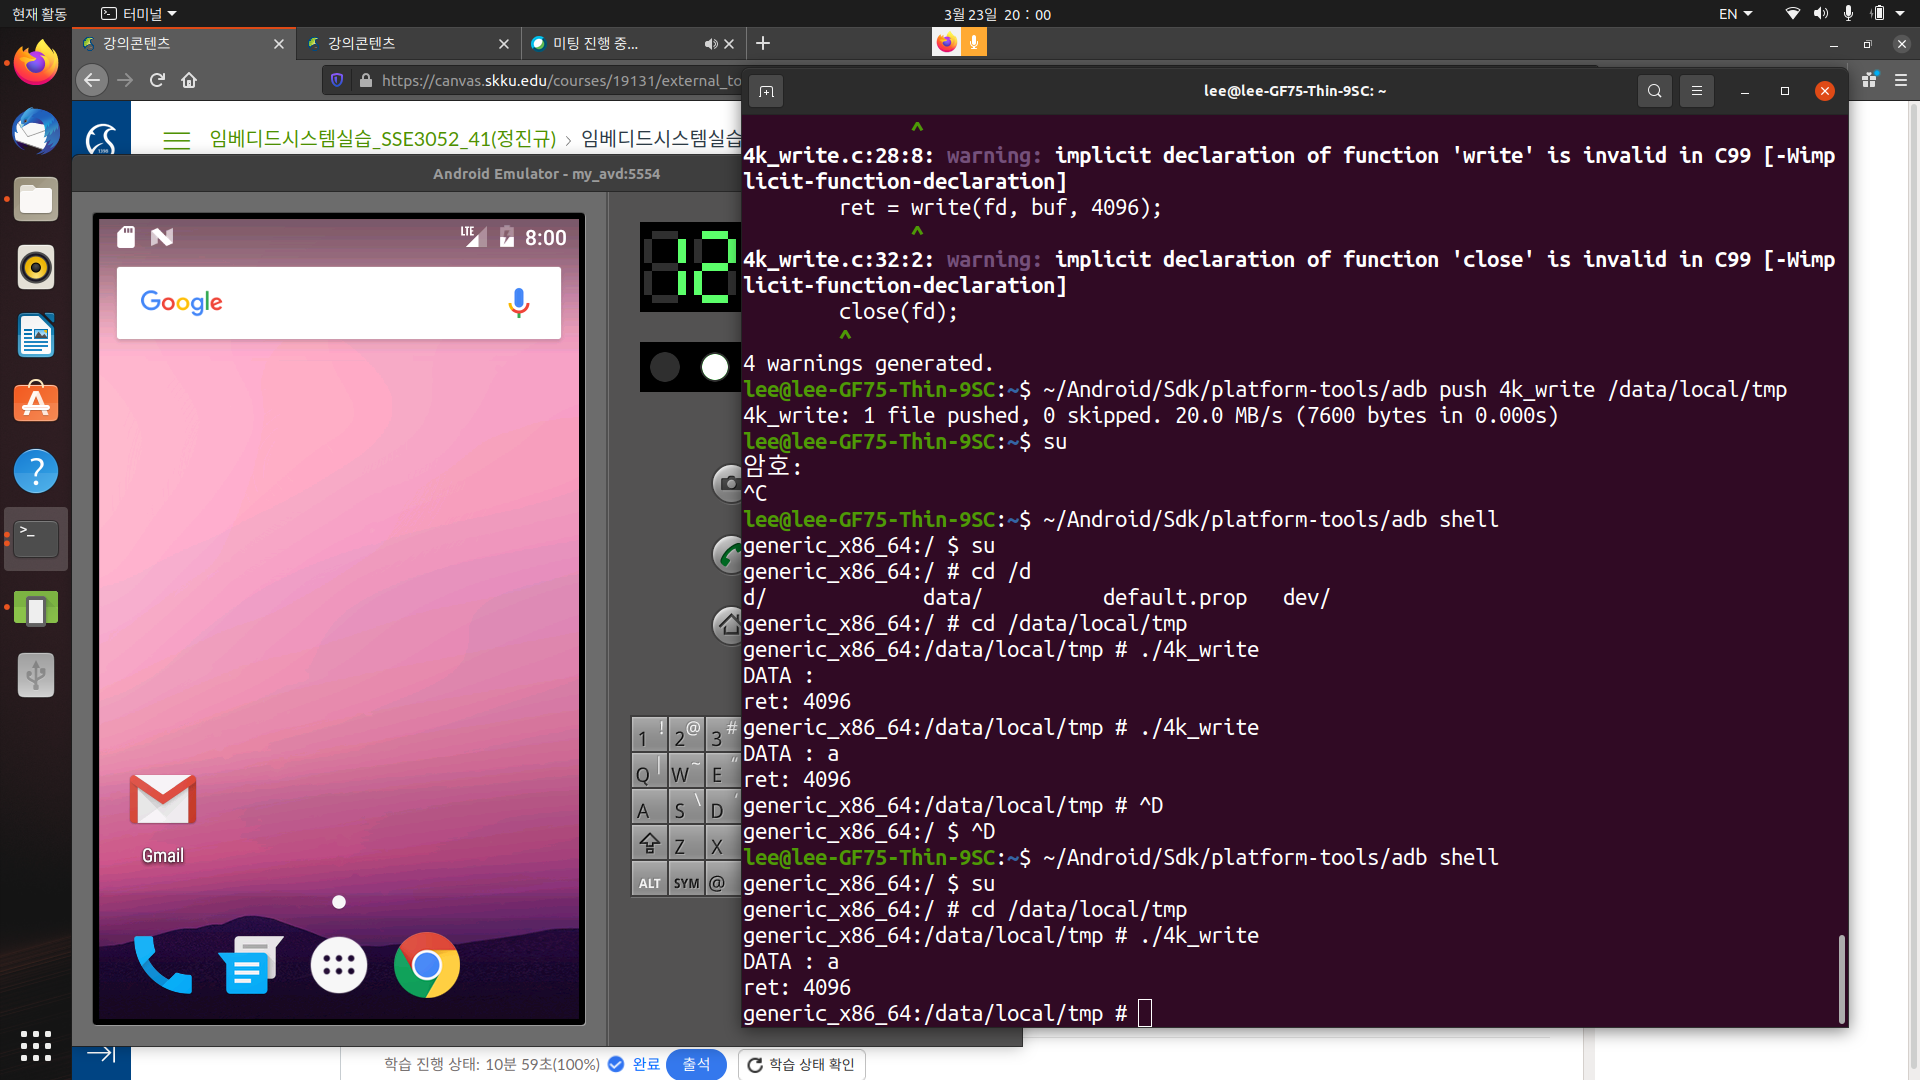 현재 활동
터미널
3월 23일 20 : 00
EN
강의콘텐츠
강의콘텐츠
미팅 진행 중...
https://canvas.skku.edu/courses/19131/external_to
임베디드시스템실습_SSE3052_41(정진규) › 임베디드시스템실습
Android Emulator - my_avd:5554
LTE
8:00
Google
12
1 !
2 @
3 #
Q |
W ~
E "
A
S \
D '
Z
X
ALT
SYM
@
Gmail
lee@lee-GF75-Thin-9SC: ~
^
4k_write.c:28:8: warning: implicit declaration of function 'write' is invalid in C99 [-Wimp
licit-function-declaration]
ret = write(fd, buf, 4096);
^
4k_write.c:32:2: warning: implicit declaration of function 'close' is invalid in C99 [-Wimp
licit-function-declaration]
close(fd);
^
4 warnings generated.
lee@lee-GF75-Thin-9SC:~$ ~/Android/Sdk/platform-tools/adb push 4k_write /data/local/tmp
4k_write: 1 file pushed, 0 skipped. 20.0 MB/s (7600 bytes in 0.000s)
lee@lee-GF75-Thin-9SC:~$ su
암호:
^C
lee@lee-GF75-Thin-9SC:~$ ~/Android/Sdk/platform-tools/adb shell
generic_x86_64:/ $ su
generic_x86_64:/ # cd /d
d/ data/ default.prop dev/
generic_x86_64:/ # cd /data/local/tmp
generic_x86_64:/data/local/tmp # ./4k_write
DATA :
ret: 4096
generic_x86_64:/data/local/tmp # ./4k_write
DATA : a
ret: 4096
generic_x86_64:/data/local/tmp # ^D
generic_x86_64:/ $ ^D
lee@lee-GF75-Thin-9SC:~$ ~/Android/Sdk/platform-tools/adb shell
generic_x86_64:/ $ su
generic_x86_64:/ # cd /data/local/tmp
generic_x86_64:/data/local/tmp # ./4k_write
DATA : a
ret: 4096
generic_x86_64:/data/local/tmp #
학습 진행 상태: 10분 59초(100%) 완료 출석 학습 상태 확인